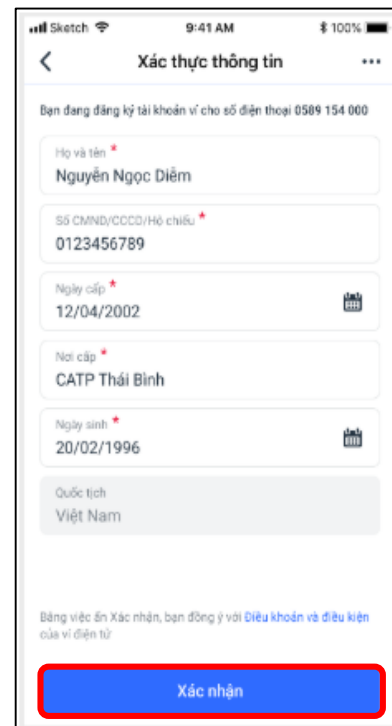 Sketch 9:41 AM 100%
Xác thực thông tin
Bạn đang đăng ký tài khoản ví cho số điện thoại 0589 154 000
Họ và tên *
Nguyễn Ngọc Diễm
Số CMND/CCCD/Hộ chiếu *
0123456789
Ngày cấp *
12/04/2002
Nơi cấp *
CATP Thái Bình
Ngày sinh *
20/02/1996
Quốc tịch
Việt Nam
Bằng việc ấn Xác nhận, bạn đồng ý với Điều khoản và điều kiện
của ví điện tử
Xác nhận